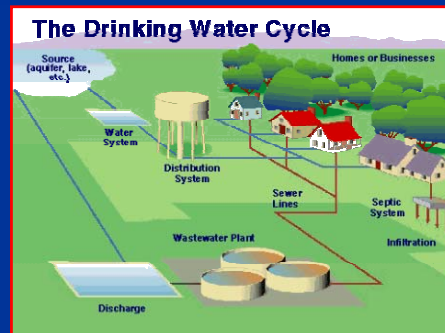 The Drinking Water Cycle
Source
(aquifer, lake,
etc.)
Homes or Businesses
Water
System
Distribution
System
Sewer
Lines
Septic
System
Wastewater Plant
Infiltration
Discharge